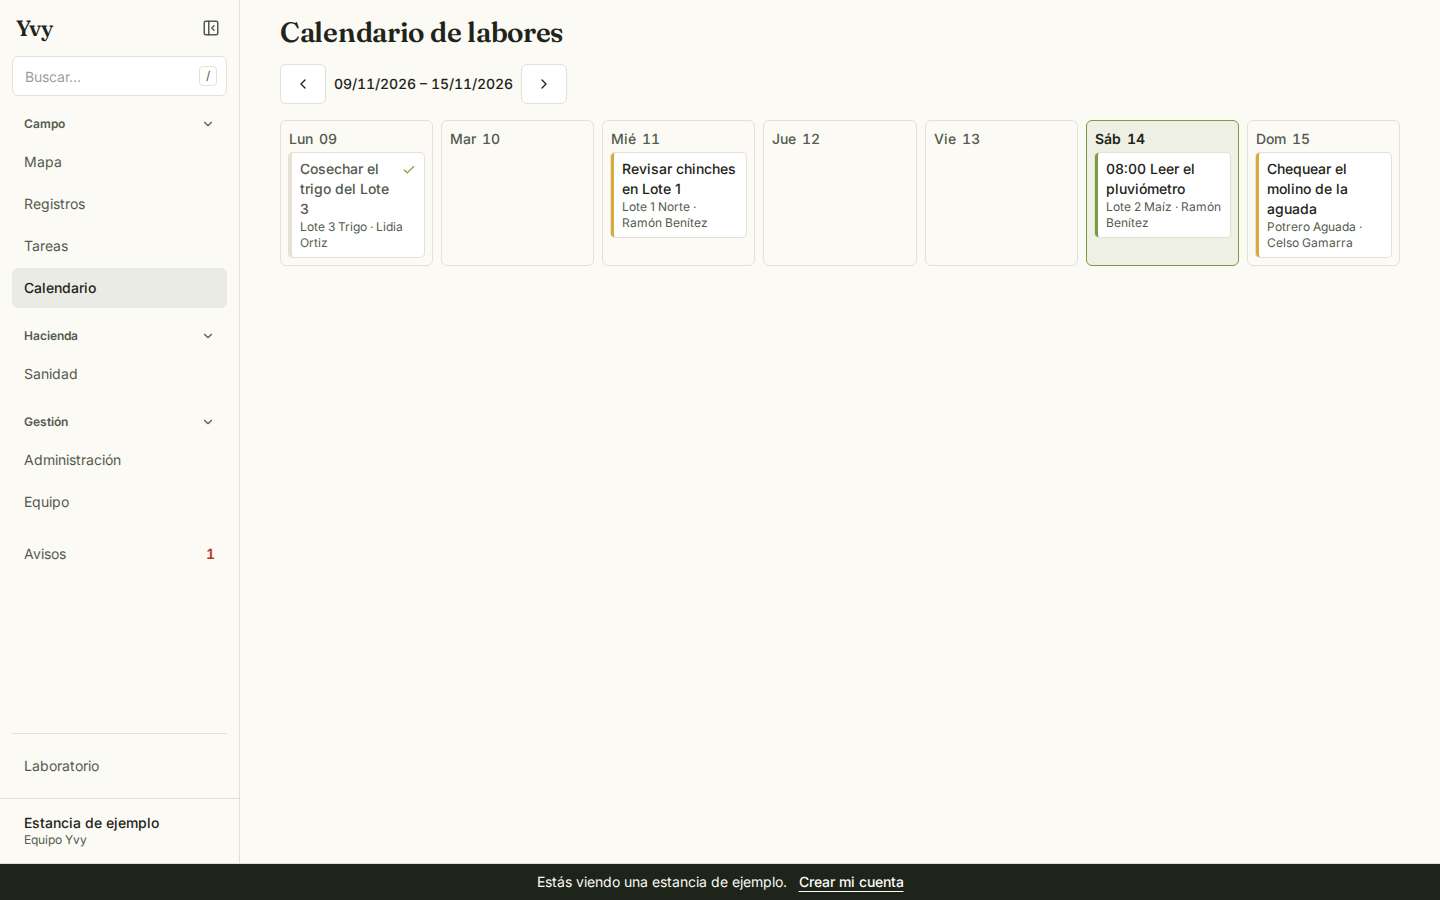 Yvy
Buscar...
/
Campo
Mapa
Registros
Tareas
Calendario
Hacienda
Sanidad
Gestión
Administración
Equipo
Avisos 1
Laboratorio
Estancia de ejemplo
Equipo Yvy
Calendario de labores
09/11/2026 – 15/11/2026
Lun 09
Cosechar el
trigo del Lote
3
Lote 3 Trigo · Lidia
Ortiz
Mar 10
Mié 11
Revisar chinches
en Lote 1
Lote 1 Norte ·
Ramón Benítez
Jue 12
Vie 13
Sáb 14
08:00 Leer el
pluviómetro
Lote 2 Maíz · Ramón
Benítez
Dom 15
Chequear el
molino de la
aguada
Potrero Aguada ·
Celso Gamarra
Estás viendo una estancia de ejemplo. Crear mi cuenta